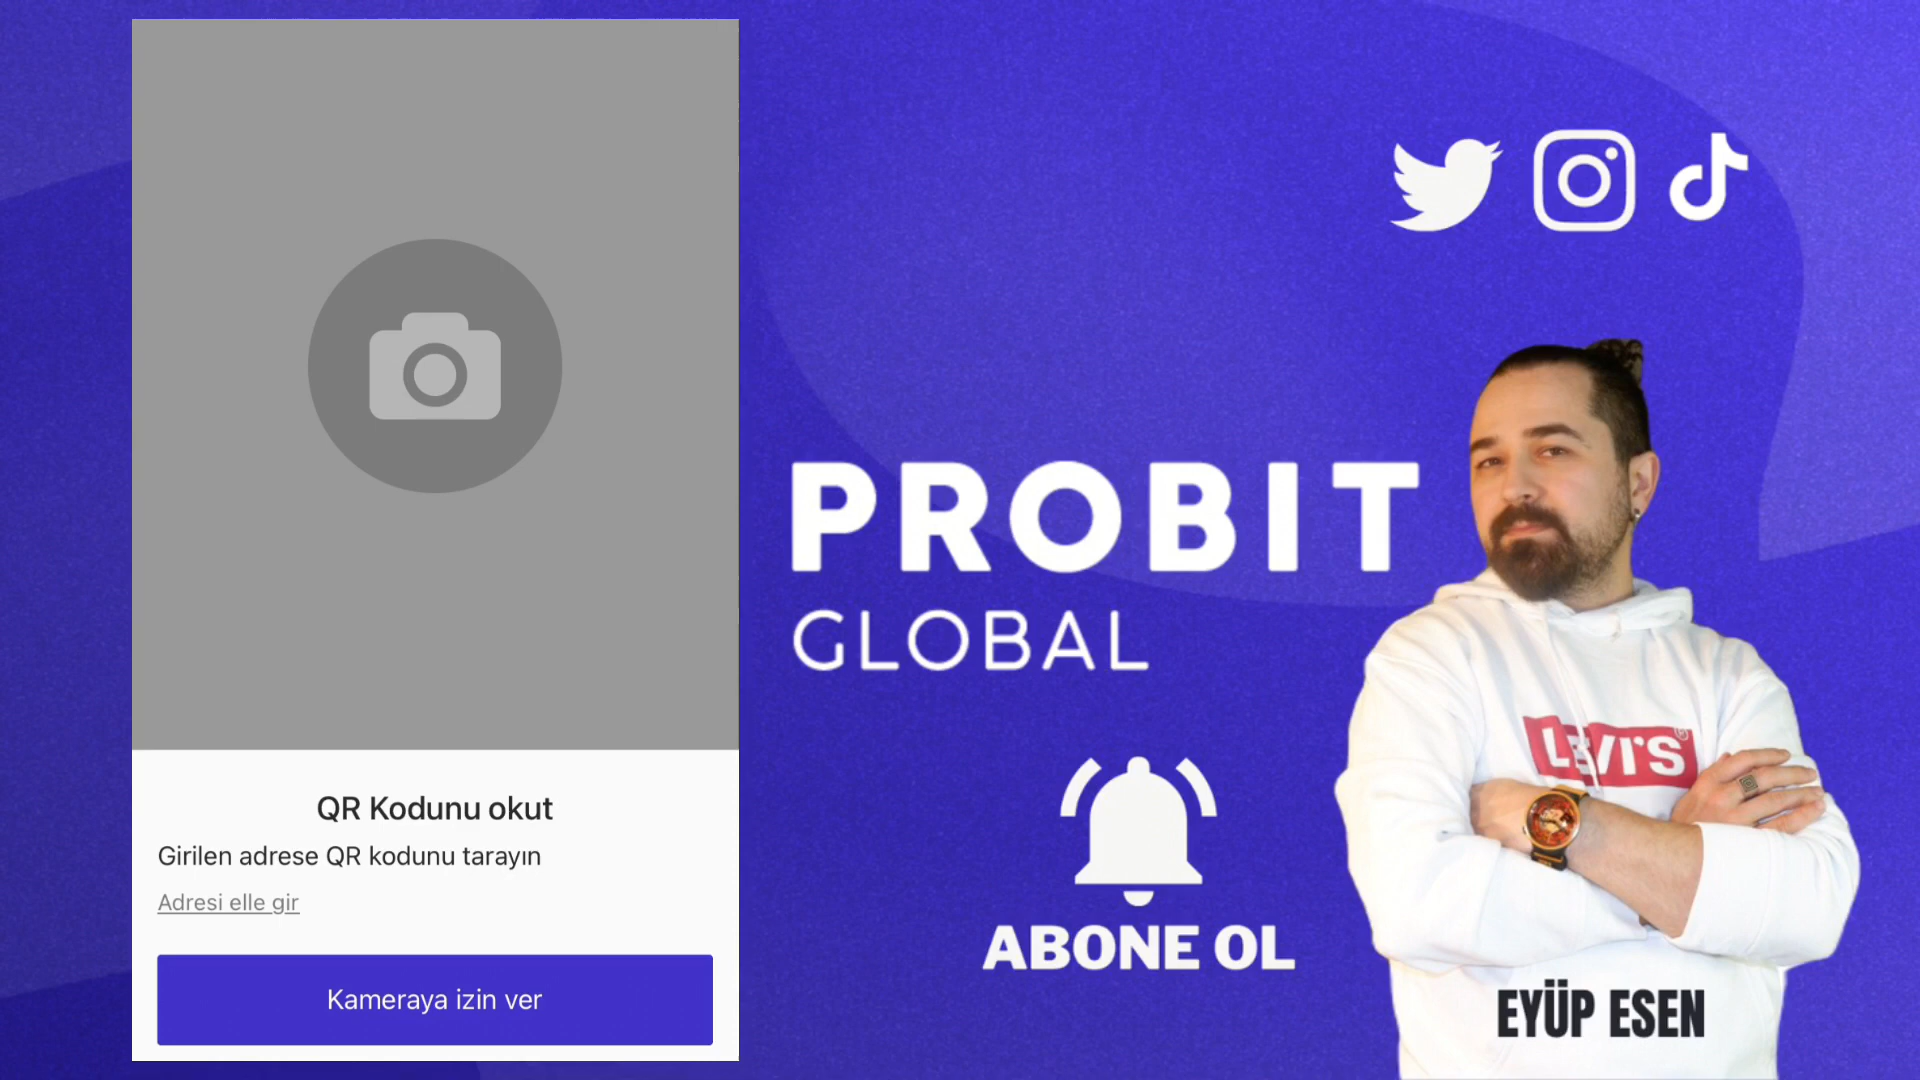 QR Kodunu okut
Girilen adrese QR kodunu tarayın
Adresi elle gir
Kameraya izin ver
PROBIT
GLOBAL
ABONE OL
LEVI'S®
EYÜP ESEN